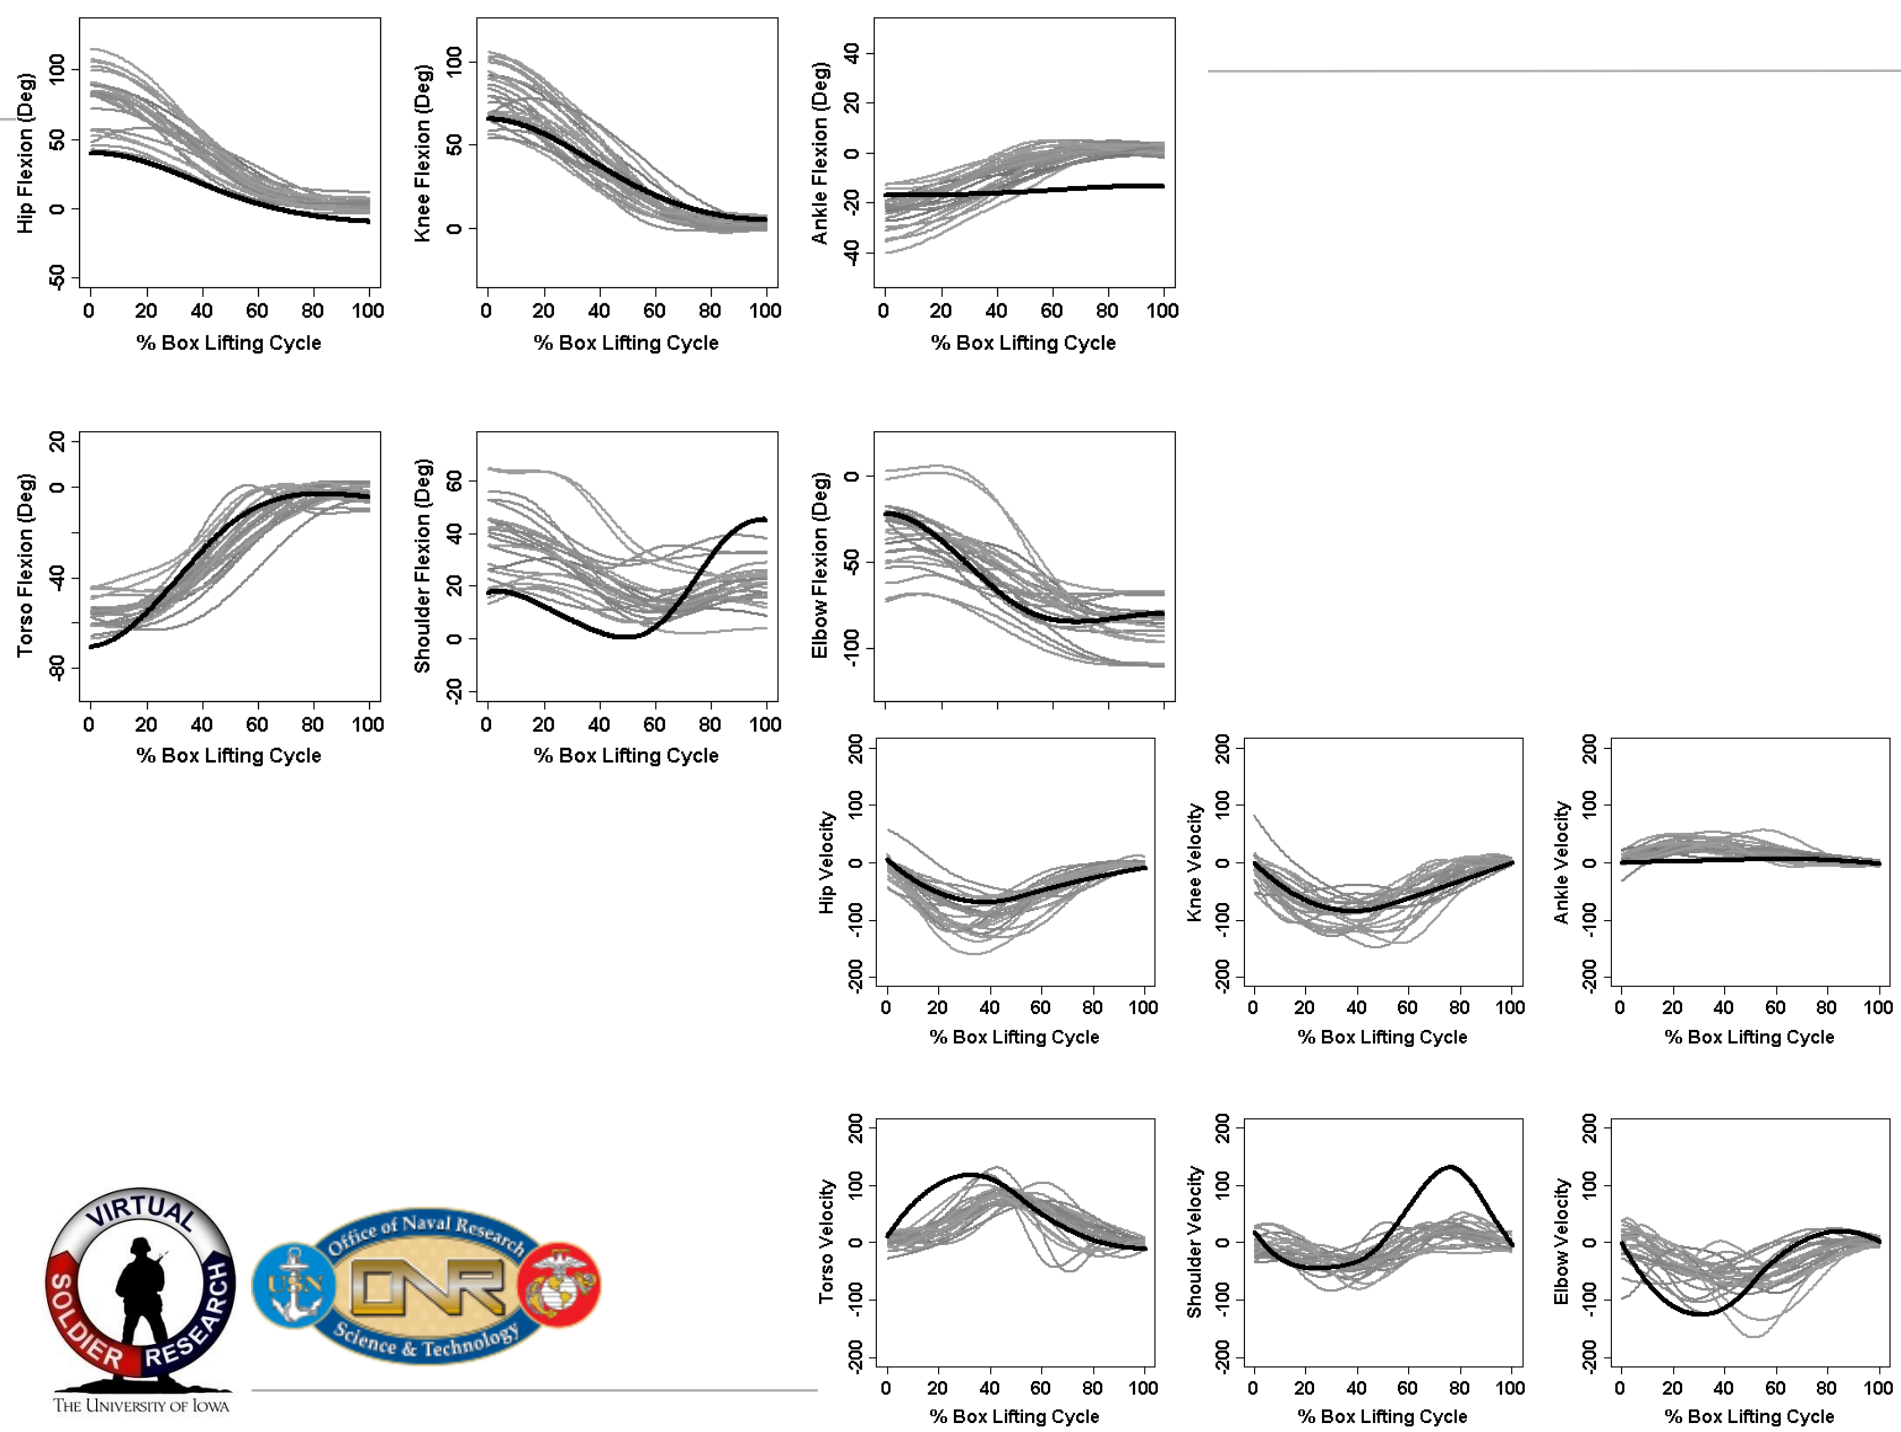 Hip Flexion (Deg)
100
50
0
-50
0 20 40 60 80 100
% Box Lifting Cycle
Knee Flexion (Deg)
100
50
0
0 20 40 60 80 100
% Box Lifting Cycle
Ankle Flexion (Deg)
40
20
0
-20
-40
0 20 40 60 80 100
% Box Lifting Cycle
Torso Flexion (Deg)
20
0
-40
-80
0 20 40 60 80 100
% Box Lifting Cycle
Shoulder Flexion (Deg)
60
40
20
0
-20
0 20 40 60 80 100
% Box Lifting Cycle
Elbow Flexion (Deg)
0
-50
-100
Hip Velocity
200
100
0
-100
-200
0 20 40 60 80 100
% Box Lifting Cycle
Knee Velocity
200
100
0
-100
-200
0 20 40 60 80 100
% Box Lifting Cycle
Ankle Velocity
200
100
0
-100
-200
0 20 40 60 80 100
% Box Lifting Cycle
Torso Velocity
200
100
0
-100
-200
0 20 40 60 80 100
% Box Lifting Cycle
Shoulder Velocity
200
100
0
-100
-200
0 20 40 60 80 100
% Box Lifting Cycle
Elbow Velocity
200
100
0
-100
-200
0 20 40 60 80 100
% Box Lifting Cycle
VIRTUAL
SOLDIER
RESEARCH
THE UNIVERSITY OF IOWA
Office of Naval Research
USN
ONR
Science & Technology